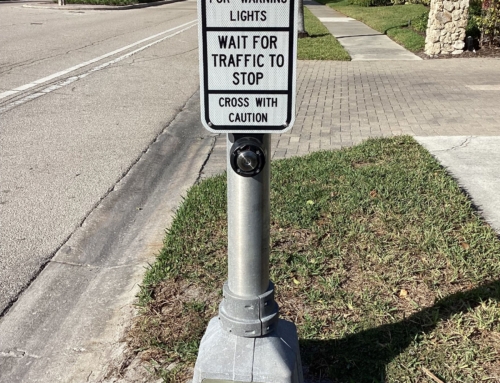 FOR WARNING
LIGHTS
WAIT FOR
TRAFFIC TO
STOP
CROSS WITH
CAUTION